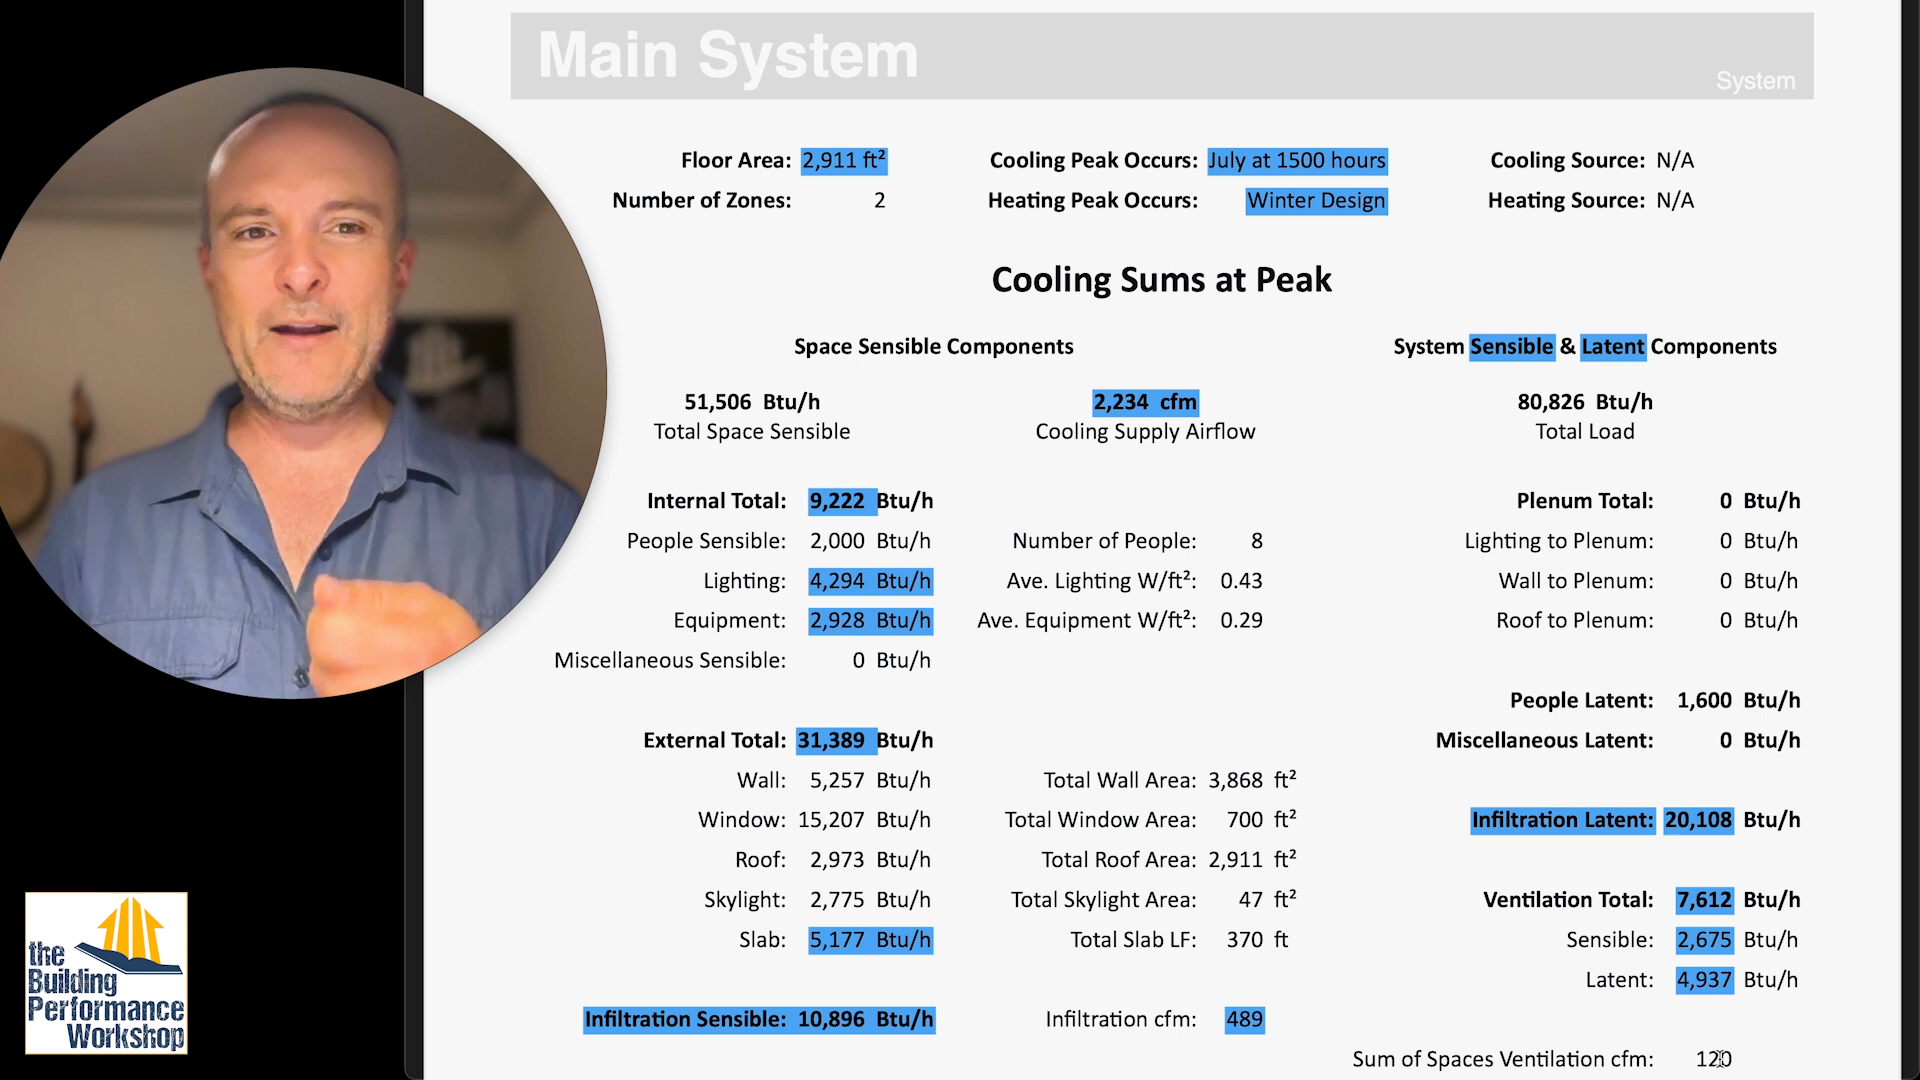 Main System
System
Floor Area: 2,911 ft² Cooling Peak Occurs: July at 1500 hours Cooling Source: N/A
Number of Zones: 2 Heating Peak Occurs: Winter Design Heating Source: N/A
Cooling Sums at Peak
Space Sensible Components System Sensible & Latent Components
51,506 Btu/h 2,234 cfm 80,826 Btu/h
Total Space Sensible Cooling Supply Airflow Total Load
Internal Total: 9,222 Btu/h Plenum Total: 0 Btu/h
People Sensible: 2,000 Btu/h Number of People: 8 Lighting to Plenum: 0 Btu/h
Lighting: 4,294 Btu/h Ave. Lighting W/ft²: 0.43 Wall to Plenum: 0 Btu/h
Equipment: 2,928 Btu/h Ave. Equipment W/ft²: 0.29 Roof to Plenum: 0 Btu/h
Miscellaneous Sensible: 0 Btu/h
People Latent: 1,600 Btu/h
External Total: 31,389 Btu/h Miscellaneous Latent: 0 Btu/h
Wall: 5,257 Btu/h Total Wall Area: 3,868 ft²
Window: 15,207 Btu/h Total Window Area: 700 ft² Infiltration Latent: 20,108 Btu/h
Roof: 2,973 Btu/h Total Roof Area: 2,911 ft²
Skylight: 2,775 Btu/h Total Skylight Area: 47 ft² Ventilation Total: 7,612 Btu/h
Slab: 5,177 Btu/h Total Slab LF: 370 ft Sensible: 2,675 Btu/h
Latent: 4,937 Btu/h
Infiltration Sensible: 10,896 Btu/h Infiltration cfm: 489
Sum of Spaces Ventilation cfm: 120
the
Building
Performance
Workshop